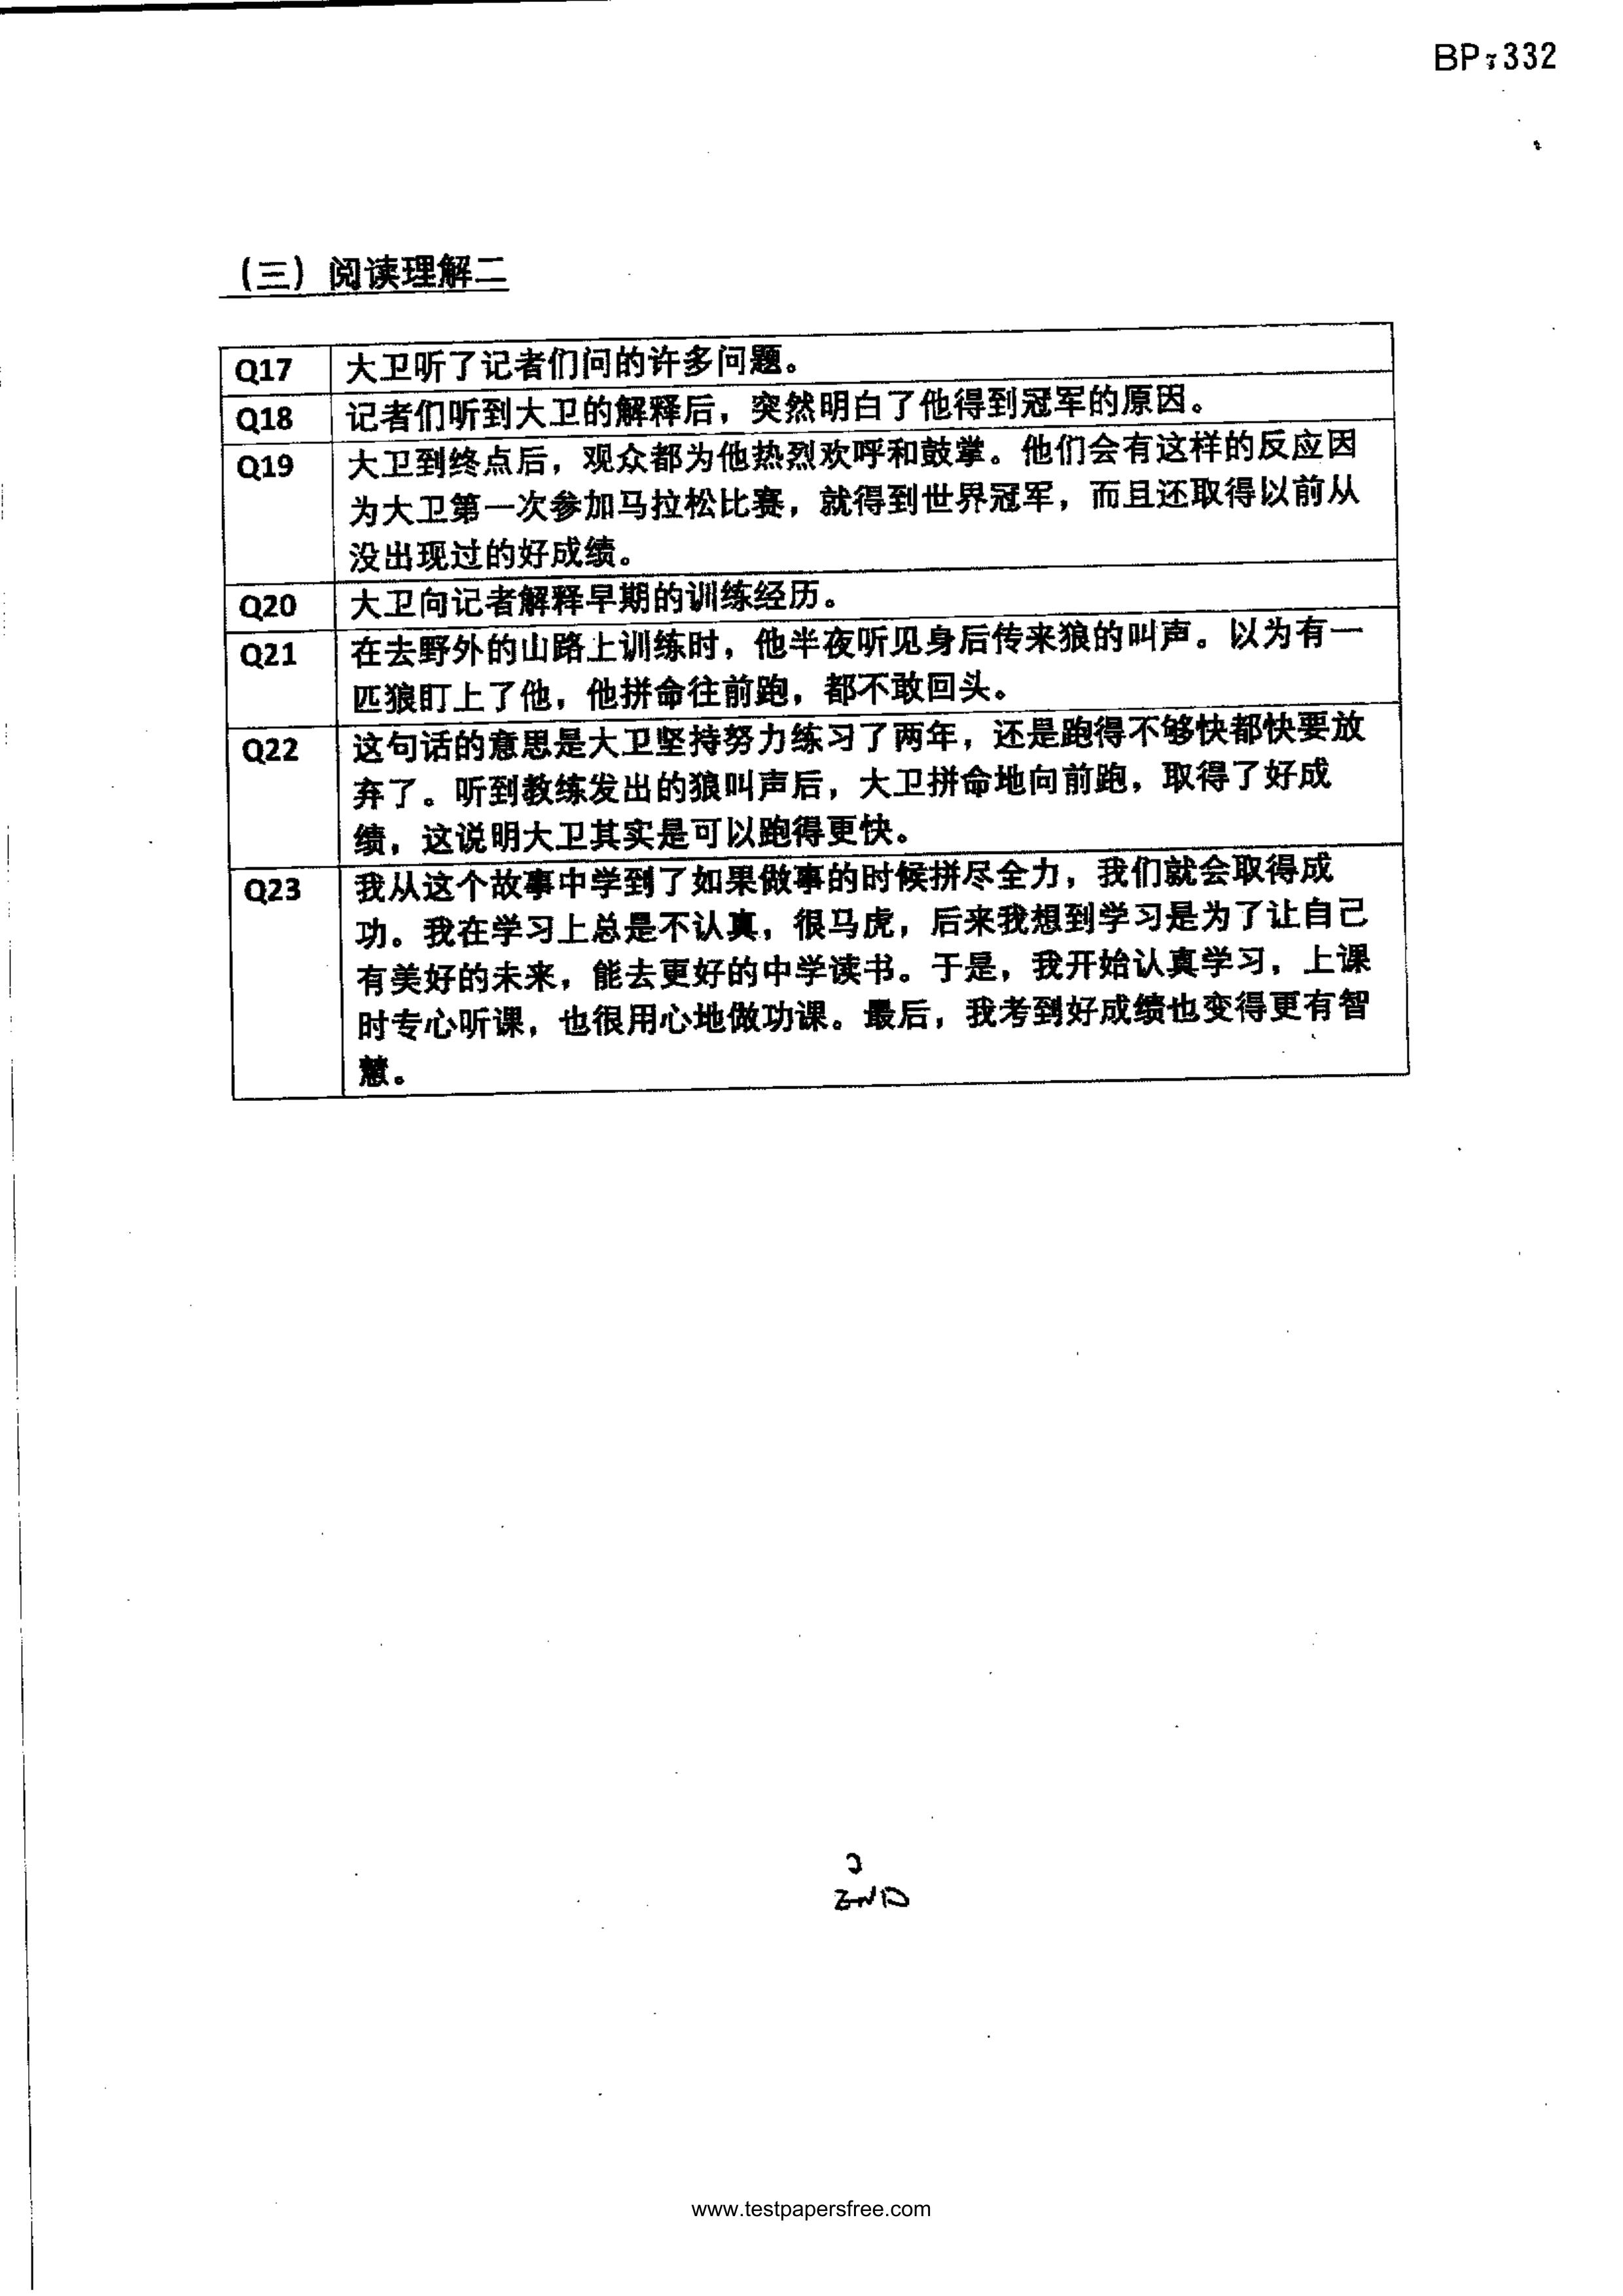 BP~332
(三) 阅读理解二
Q17 大卫听了记者们问的许多问题。
Q18 记者们听到大卫的解释后，突然明白了他得到冠军的原因。
Q19 大卫到终点后，观众都为他热烈欢呼和鼓掌。他们会有这样的反应因
为大卫第一次参加马拉松比赛，就得到世界冠军，而且还取得以前从
没出现过的好成绩。
Q20 大卫向记者解释早期的训练经历。
Q21 在去野外的山路上训练时，他半夜听见身后传来狼的叫声。以为有一
匹狼盯上了他，他拼命往前跑，都不敢回头。
Q22 这句话的意思是大卫坚持努力练习了两年，还是跑得不够快都快要放
弃了。听到教练发出的狼叫声后，大卫拼命地向前跑，取得了好成
绩，这说明大卫其实是可以跑得更快。
Q23 我从这个故事中学到了如果做事的时候拼尽全力，我们就会取得成
功。我在学习上总是不认真，很马虎，后来我想到学习是为了让自己
有美好的未来，能去更好的中学读书。于是，我开始认真学习，上课
时专心听课，也很用心地做功课。最后，我考到好成绩也变得更有智
慧。
END
www.testpapersfree.com